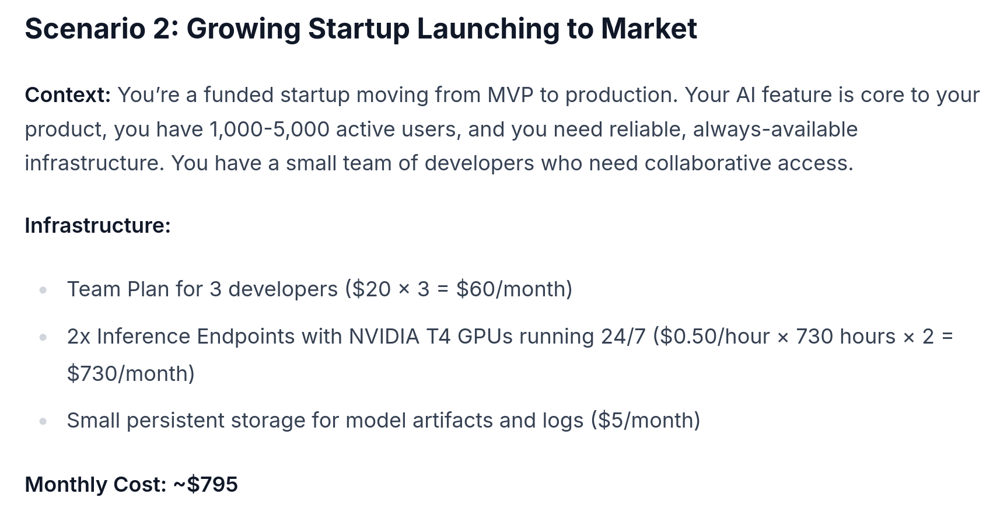 Scenario 2: Growing Startup Launching to Market
Context: You’re a funded startup moving from MVP to production. Your AI feature is core to your
product, you have 1,000-5,000 active users, and you need reliable, always-available
infrastructure. You have a small team of developers who need collaborative access.
Infrastructure:
• Team Plan for 3 developers ($20 × 3 = $60/month)
• 2x Inference Endpoints with NVIDIA T4 GPUs running 24/7 ($0.50/hour × 730 hours × 2 =
$730/month)
• Small persistent storage for model artifacts and logs ($5/month)
Monthly Cost: ~$795